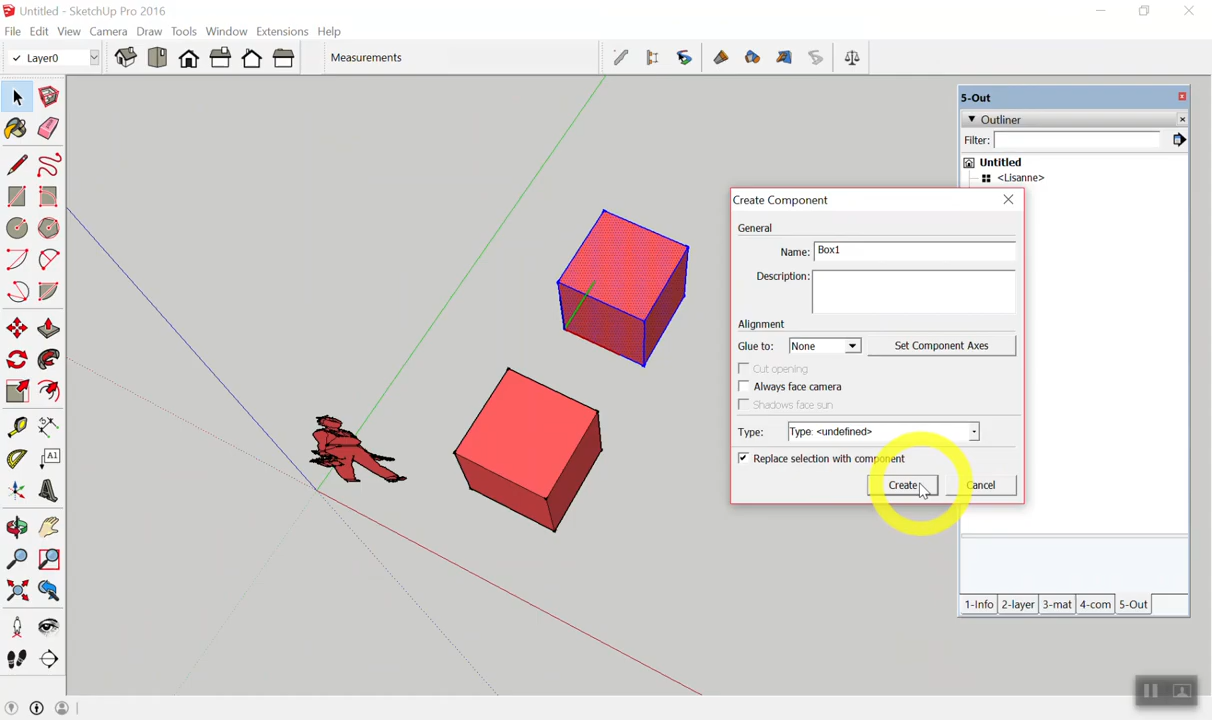 Untitled - SketchUp Pro 2016
File Edit View Camera Draw Tools Window Extensions Help
Layer0
Measurements
5-Out
Outliner
Filter:
Untitled
<Lisanne>
Create Component
General
Name: Box1
Description:
Alignment
Glue to: None
Set Component Axes
Cut opening
Always face camera
Shadows face sun
Type: Type: <undefined>
Replace selection with component
Create
Cancel
A1
1-Info 2-layer 3-mat 4-com 5-Out